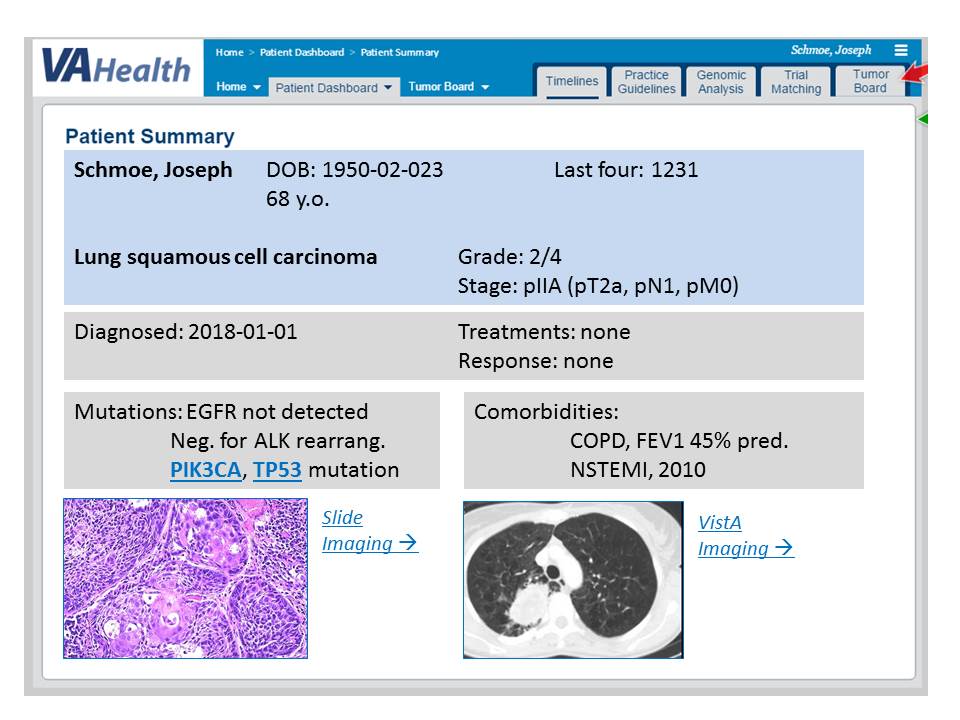 VA Health
Home > Patient Dashboard > Patient Summary
Schmoe, Joseph
Home
Patient Dashboard
Tumor Board
Timelines
Practice
Guidelines
Genomic
Analysis
Trial
Matching
Tumor
Board
Patient Summary
Schmoe, Joseph DOB: 1950-02-023 Last four: 1231
68 y.o.
Lung squamous cell carcinoma Grade: 2/4
Stage: pIIA (pT2a, pN1, pM0)
Diagnosed: 2018-01-01 Treatments: none
Response: none
Mutations: EGFR not detected
Neg. for ALK rearrang.
PIK3CA, TP53 mutation
Comorbidities:
COPD, FEV1 45% pred.
NSTEMI, 2010
Slide
Imaging →
VistA
Imaging →